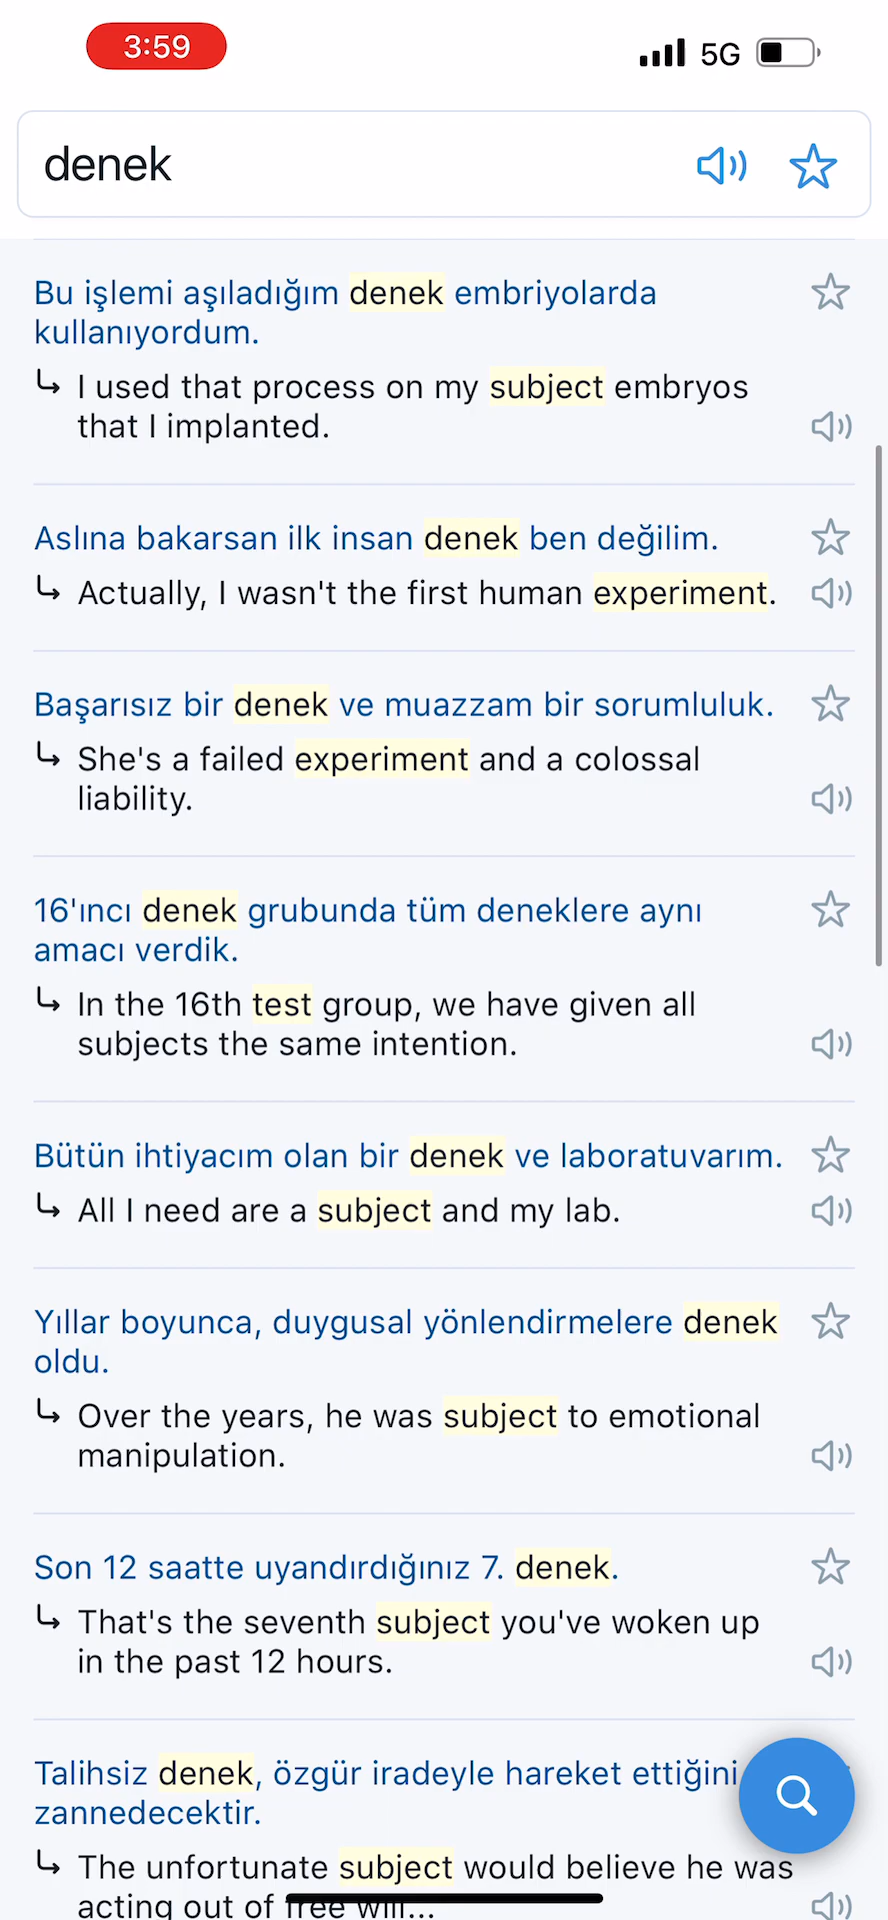 3:59
5G
denek
Bu işlemi aşıladığım denek embriyolarda
kullanıyordum.
I used that process on my subject embryos
that I implanted.
Aslına bakarsan ilk insan denek ben değilim.
Actually, I wasn't the first human experiment.
Başarısız bir denek ve muazzam bir sorumluluk.
She's a failed experiment and a colossal
liability.
16'ıncı denek grubunda tüm deneklere aynı
amacı verdik.
In the 16th test group, we have given all
subjects the same intention.
Bütün ihtiyacım olan bir denek ve laboratuvarım.
All I need are a subject and my lab.
Yıllar boyunca, duygusal yönlendirmelere denek
oldu.
Over the years, he was subject to emotional
manipulation.
Son 12 saatte uyandırdığınız 7. denek.
That's the seventh subject you've woken up
in the past 12 hours.
Talihsiz denek, özgür iradeyle hareket ettiğini
zannedecektir.
The unfortunate subject would believe he was
acting out of free will...